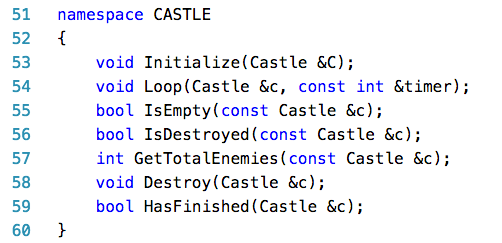 51 namespace CASTLE
52 {
53 void Initialize(Castle &C);
54 void Loop(Castle &c, const int &timer);
55 bool IsEmpty(const Castle &c);
56 bool IsDestroyed(const Castle &c);
57 int GetTotalEnemies(const Castle &c);
58 void Destroy(Castle &c);
59 bool HasFinished(Castle &c);
60 }